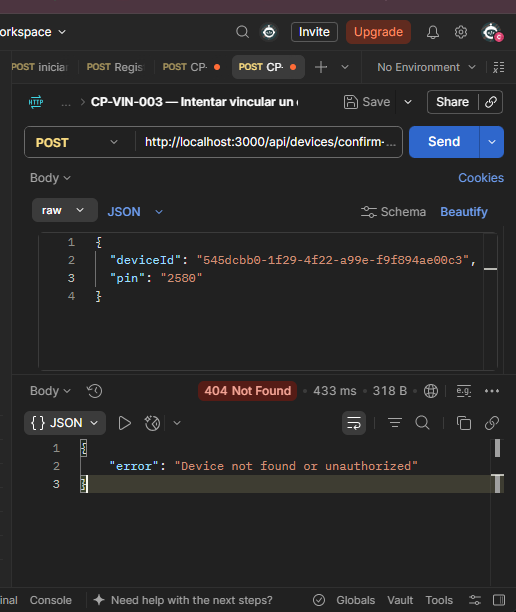 orkspace
Invite
Upgrade
POST inicia
POST Regis
POST CP-
POST CP-
No Environment
HTTP
... > CP-VIN-003 — Intentar vincular un
Save
Share
POST
http://localhost:3000/api/devices/confirm-...
Send
Body
Cookies
raw
JSON
Schema
Beautify
1 {
2 "deviceId": "545dcbb0-1f29-4f22-a99e-f9f894ae00c3",
3 "pin": "2580"
4 }
Body
404 Not Found • 433 ms • 318 B
e.g.
{} JSON
1 {
2 "error": "Device not found or unauthorized"
3 }
inal
Console
Need help with the next steps?
Globals
Vault
Tools